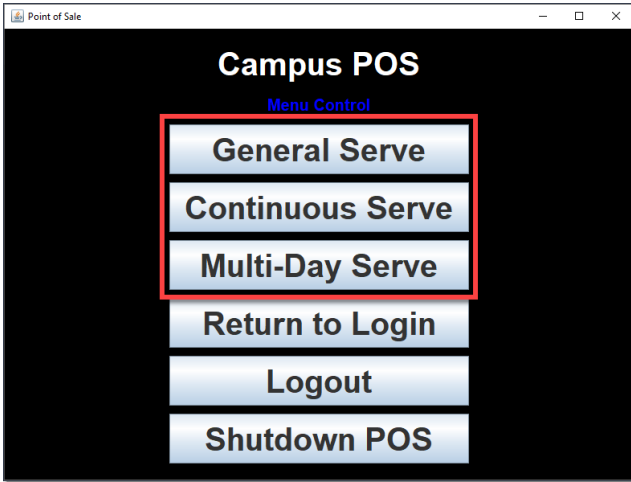 Point of Sale
Campus POS
Menu Control
General Serve
Continuous Serve
Multi-Day Serve
Return to Login
Logout
Shutdown POS